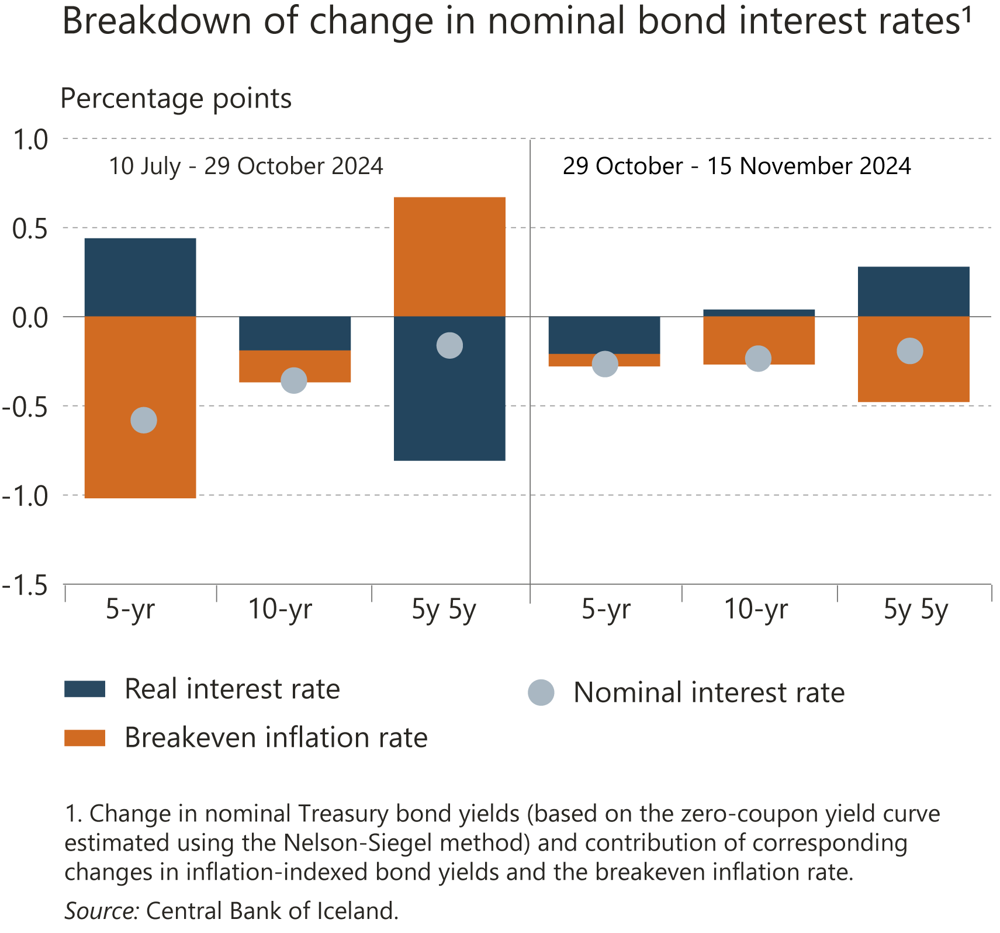 Breakdown of change in nominal bond interest rates¹
Percentage points
1.0
10 July - 29 October 2024
29 October - 15 November 2024
0.5
0.0
-0.5
-1.0
-1.5
5-yr
10-yr
5y 5y
5-yr
10-yr
5y 5y
Real interest rate
Nominal interest rate
Breakeven inflation rate
1. Change in nominal Treasury bond yields (based on the zero-coupon yield curve
estimated using the Nelson-Siegel method) and contribution of corresponding
changes in inflation-indexed bond yields and the breakeven inflation rate.
Source: Central Bank of Iceland.